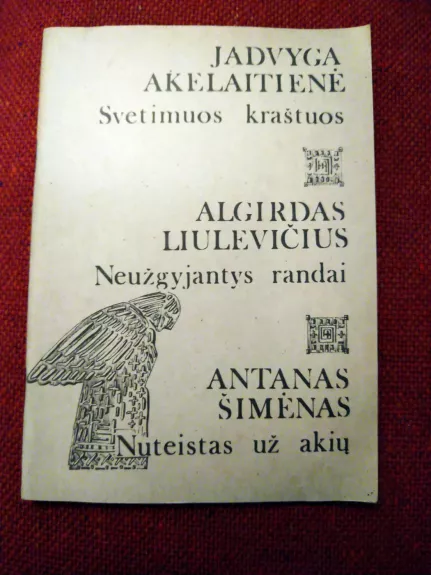 JADVYGA
AKELAITIENĖ
Svetimuos kraštuos
ALGIRDAS
LIULEVIČIUS
Neužgyjantys randai
ANTANAS
ŠIMĖNAS
Nuteistas už akių